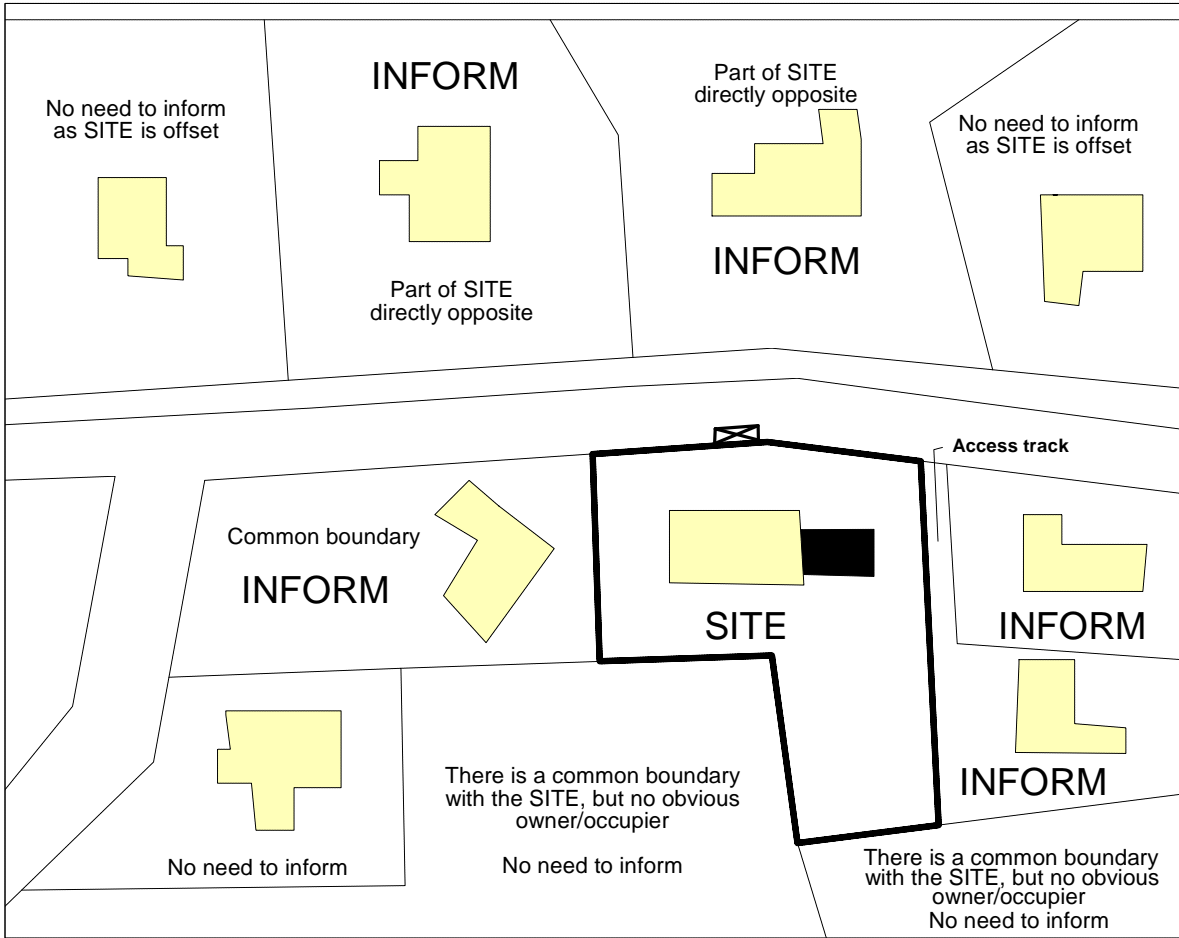 INFORM
Part of SITE
directly opposite
No need to inform
as SITE is offset
No need to inform
as SITE is offset
INFORM
Part of SITE
directly opposite
Access track
Common boundary
INFORM
SITE
INFORM
There is a common boundary
with the SITE, but no obvious
owner/occupier
No need to inform
INFORM
No need to inform
There is a common boundary
with the SITE, but no obvious
owner/occupier
No need to inform